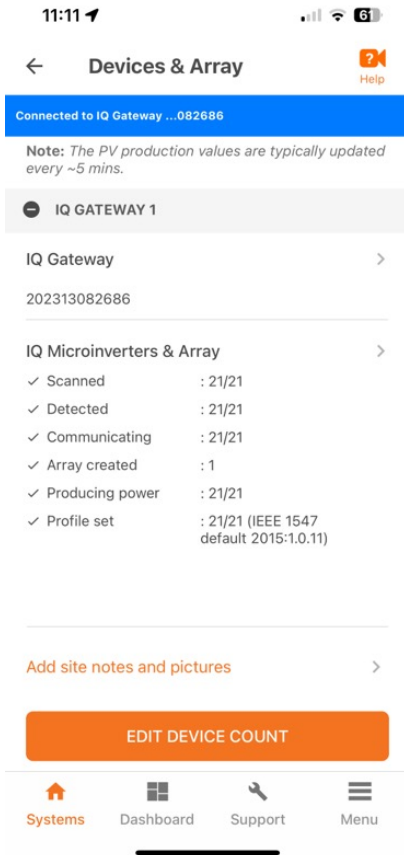 11:11
61
Devices & Array
Help
Connected to IQ Gateway ...082686
Note: The PV production values are typically updated
every ~5 mins.
IQ GATEWAY 1
IQ Gateway
202313082686
IQ Microinverters & Array
Scanned : 21/21
Detected : 21/21
Communicating : 21/21
Array created : 1
Producing power : 21/21
Profile set : 21/21 (IEEE 1547
default 2015:1.0.11)
Add site notes and pictures
EDIT DEVICE COUNT
Systems Dashboard Support Menu